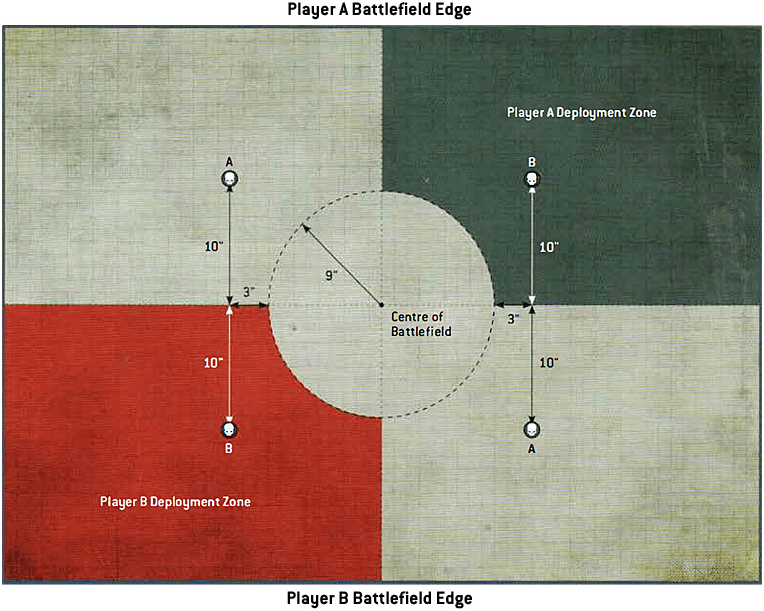 Player A Battlefield Edge
Player A Deployment Zone
A
B
10"
10"
9"
3"
Centre of
Battlefield
3"
10"
10"
B
A
Player B Deployment Zone
Player B Battlefield Edge